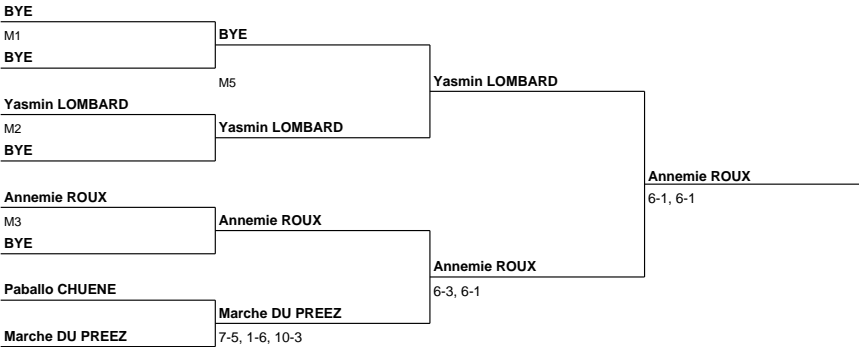 BYE
M1
BYE
BYE
M5
Yasmin LOMBARD
Yasmin LOMBARD
M2
Yasmin LOMBARD
BYE
Annemie ROUX
6-1, 6-1
Annemie ROUX
M3
Annemie ROUX
BYE
Annemie ROUX
6-3, 6-1
Paballo CHUENE
Marche DU PREEZ
Marche DU PREEZ
7-5, 1-6, 10-3